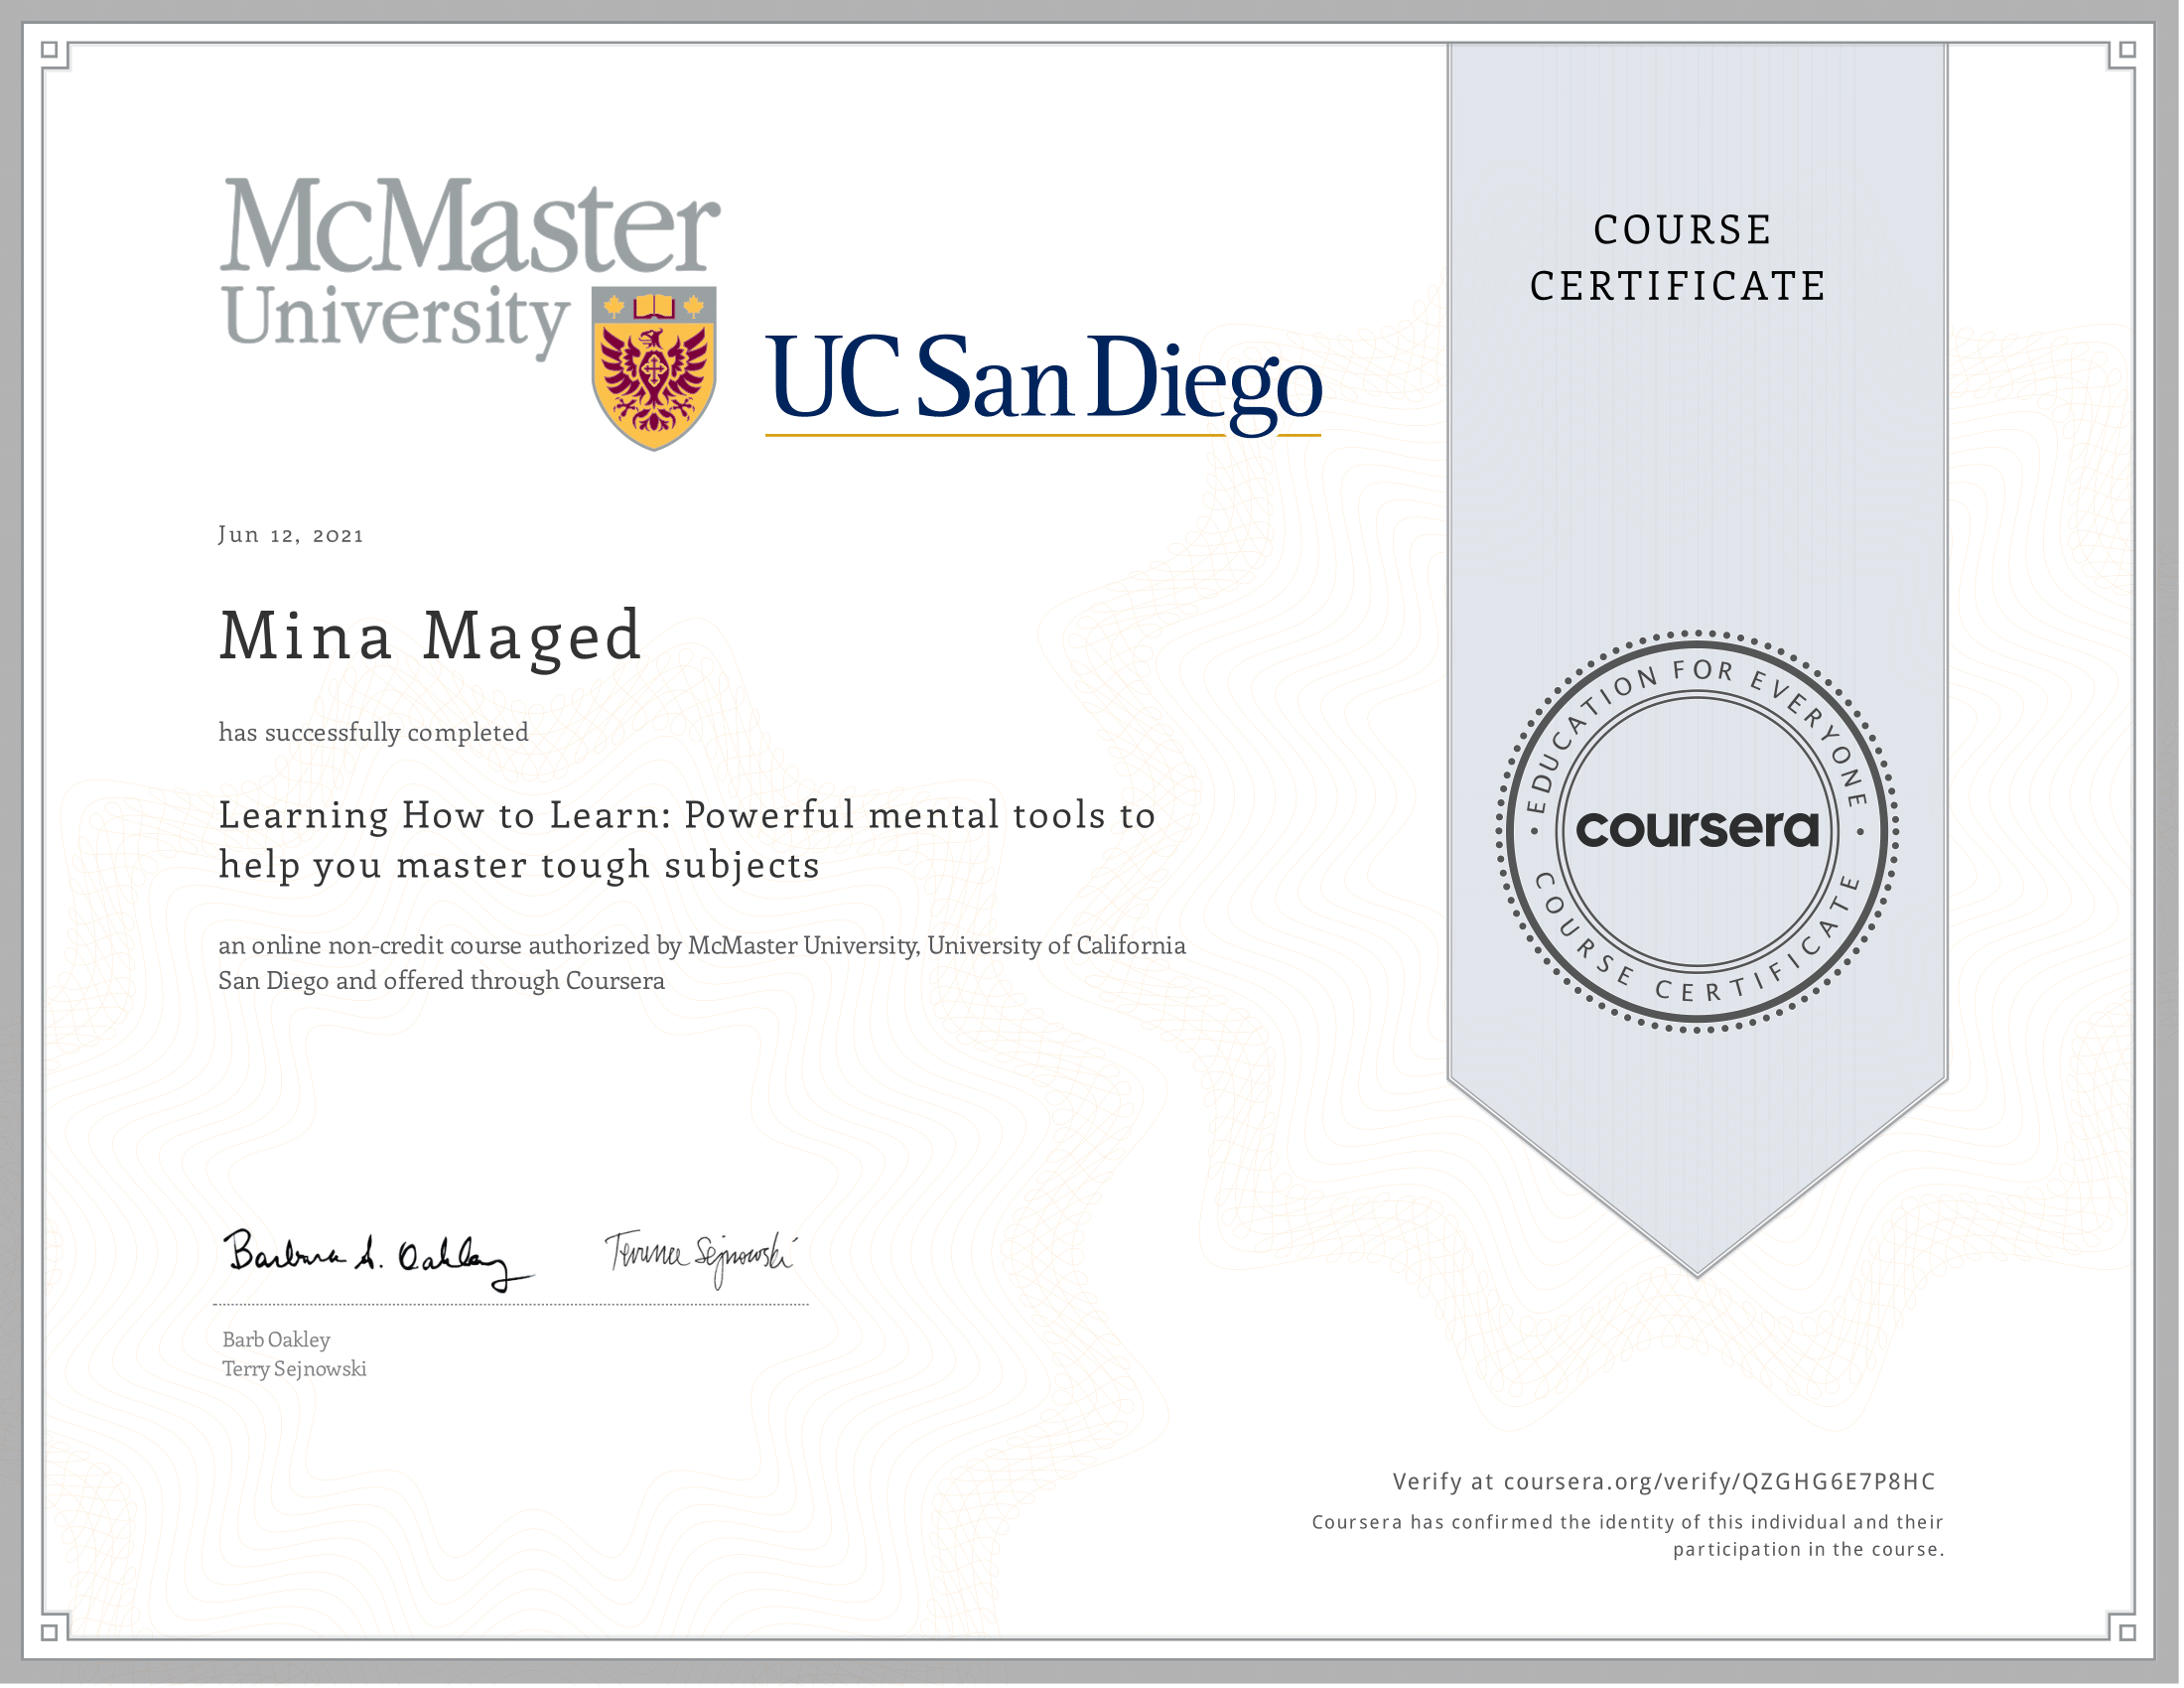 McMaster
University
UC San Diego
COURSE
CERTIFICATE
Jun 12, 2021
Mina Maged
has successfully completed
Learning How to Learn: Powerful mental tools to
help you master tough subjects
an online non-credit course authorized by McMaster University, University of California
San Diego and offered through Coursera
EDUCATION FOR EVERYONE
coursera
COURSE CERTIFICATE
Barbara A. Oakley Terrence Sejnowski
Barb Oakley
Terry Sejnowski
Verify at coursera.org/verify/QZGHG6E7P8HC
Coursera has confirmed the identity of this individual and their
participation in the course.